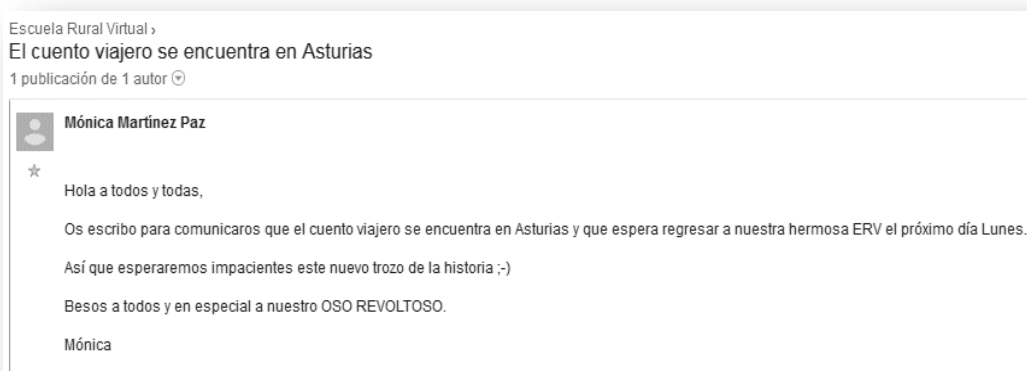 Escuela Rural Virtual ›
El cuento viajero se encuentra en Asturias
1 publicación de 1 autor
Mónica Martínez Paz
Hola a todos y todas,
Os escribo para comunicaros que el cuento viajero se encuentra en Asturias y que espera regresar a nuestra hermosa ERV el próximo día Lunes.
Así que esperaremos impacientes este nuevo trozo de la historia ;-)
Besos a todos y en especial a nuestro OSO REVOLTOSO.
Mónica